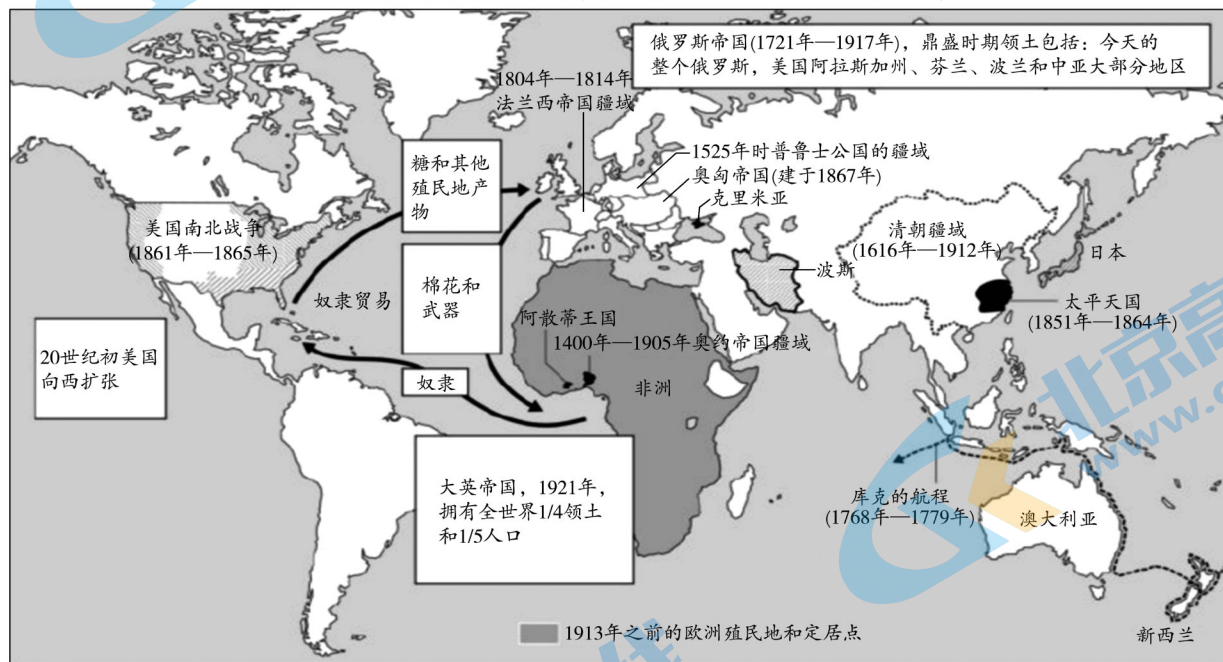 俄罗斯帝国(1721年—1917年)，鼎盛时期领土包括：今天的
整个俄罗斯，美国阿拉斯加州、芬兰、波兰和中亚大部分地区
1804年—1814年
法兰西帝国疆域
糖和其他
殖民地产
物
1525年时普鲁士公国的疆域
奥匈帝国(建于1867年)
克里米亚
美国南北战争
(1861年—1865年)
清朝疆域
(1616年—1912年)
日本
波斯
棉花和
武器
奴隶贸易
太平天国
(1851年—1864年)
阿散蒂王国
1400年—1905年奥约帝国疆域
20世纪初美国
向西扩张
奴隶
非洲
大英帝国，1921年，
拥有全世界1/4领土
和1/5人口
库克的航程
(1768年—1779年)
澳大利亚
新西兰
1913年之前的欧洲殖民地和定居点
北京高
www.g